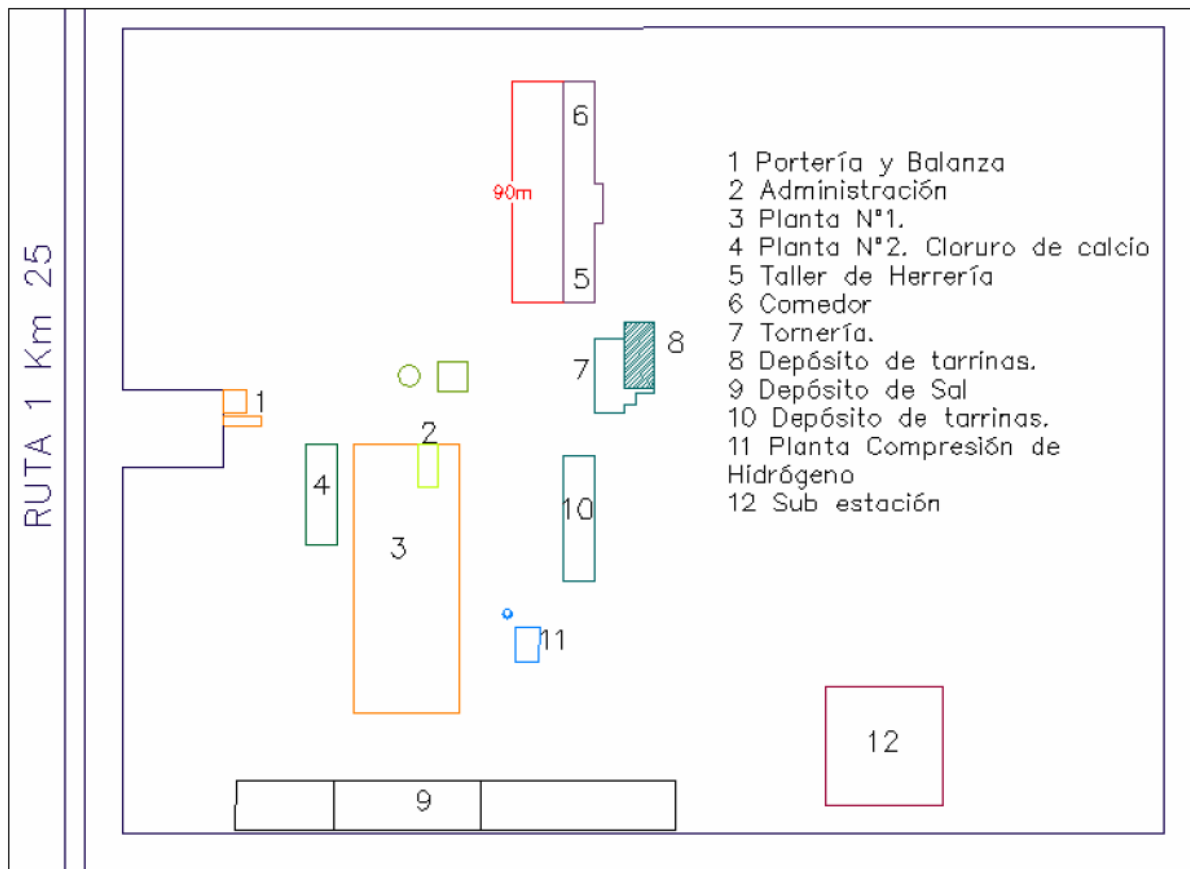 RUTA 1 Km 25
6
90m
5
8
7
1
2
4
10
3
11
12
9
1 Portería y Balanza
2 Administración
3 Planta N°1.
4 Planta N°2. Cloruro de calcio
5 Taller de Herrería
6 Comedor
7 Tornería.
8 Depósito de tarrinas.
9 Depósito de Sal
10 Depósito de tarrinas.
11 Planta Compresión de
Hidrógeno
12 Sub estación